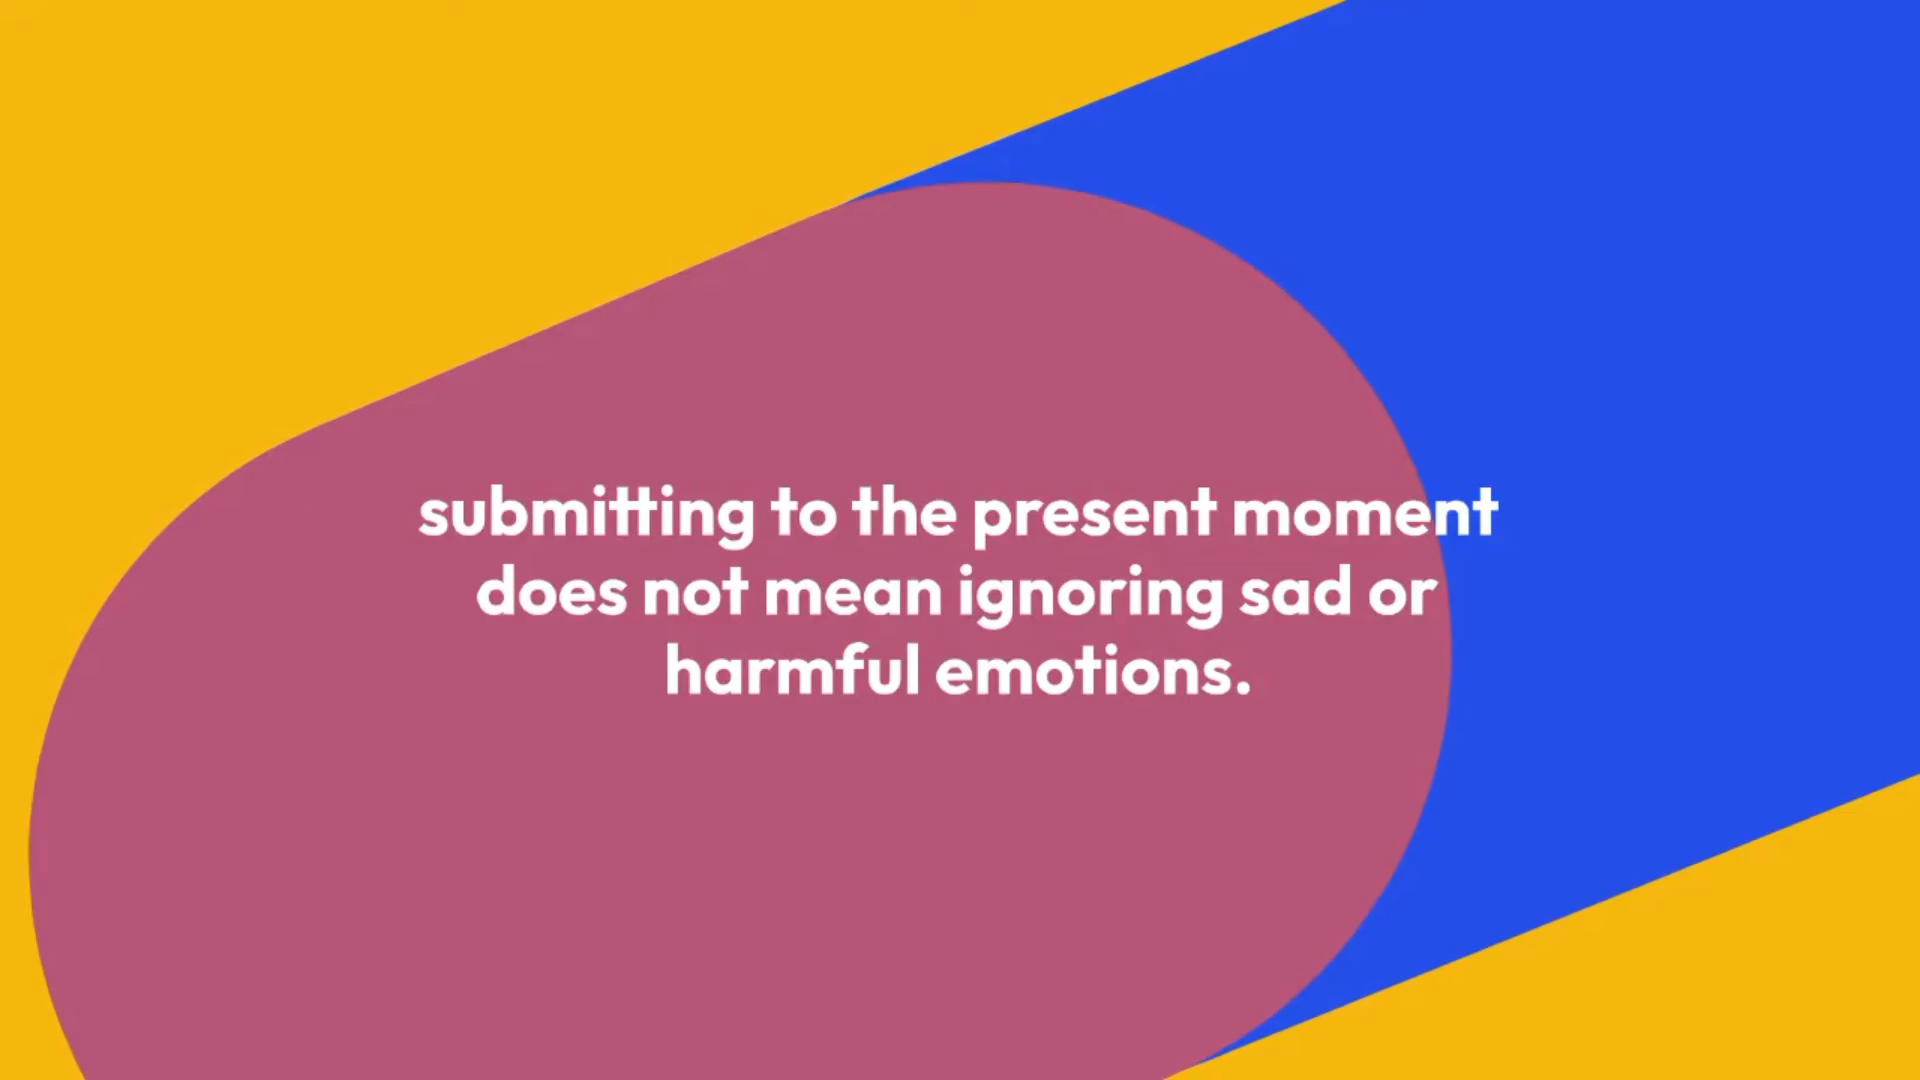 submitting to the present moment
does not mean ignoring sad or
harmful emotions.